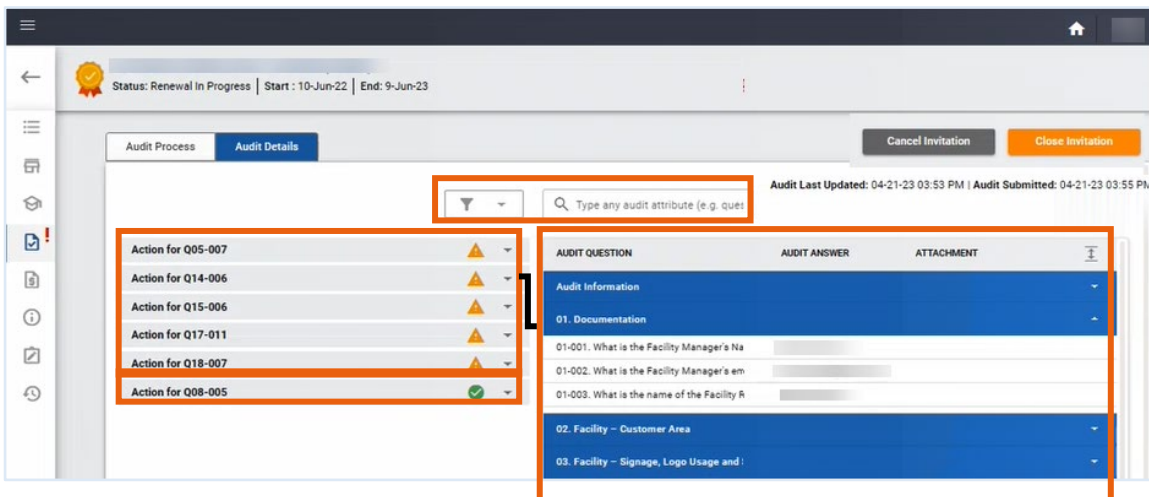 Status: Renewal In Progress | Start : 10-Jun-22 | End: 9-Jun-23
Audit Process Audit Details
Cancel Invitation Close Invitation
Audit Last Updated: 04-21-23 03:53 PM | Audit Submitted: 04-21-23 03:55 PM
Type any audit attribute (e.g. ques
Action for Q05-007
Action for Q14-006
Action for Q15-006
Action for Q17-011
Action for Q18-007
Action for Q08-005
AUDIT QUESTION AUDIT ANSWER ATTACHMENT
Audit Information
01. Documentation
01-001. What is the Facility Manager's Na
01-002. What is the Facility Manager's em
01-003. What is the name of the Facility R
02. Facility – Customer Area
03. Facility – Signage, Logo Usage and